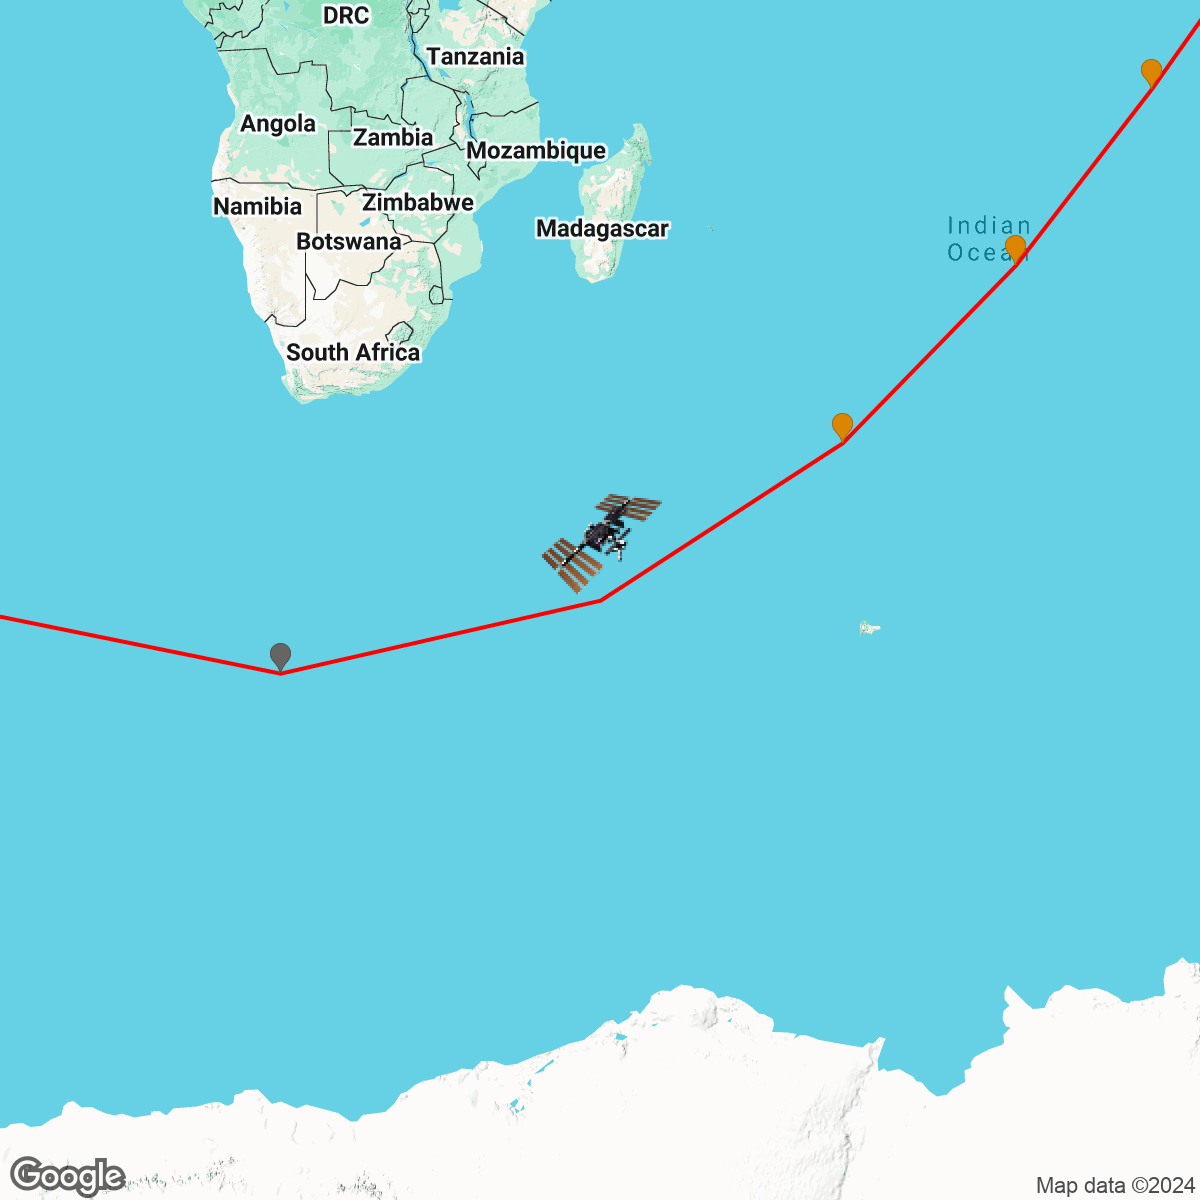 DRC
Tanzania
Angola
Zambia
Mozambique
Namibia
Zimbabwe
Botswana
Madagascar
Indian
Ocean
South Africa
Google
Map data ©2024